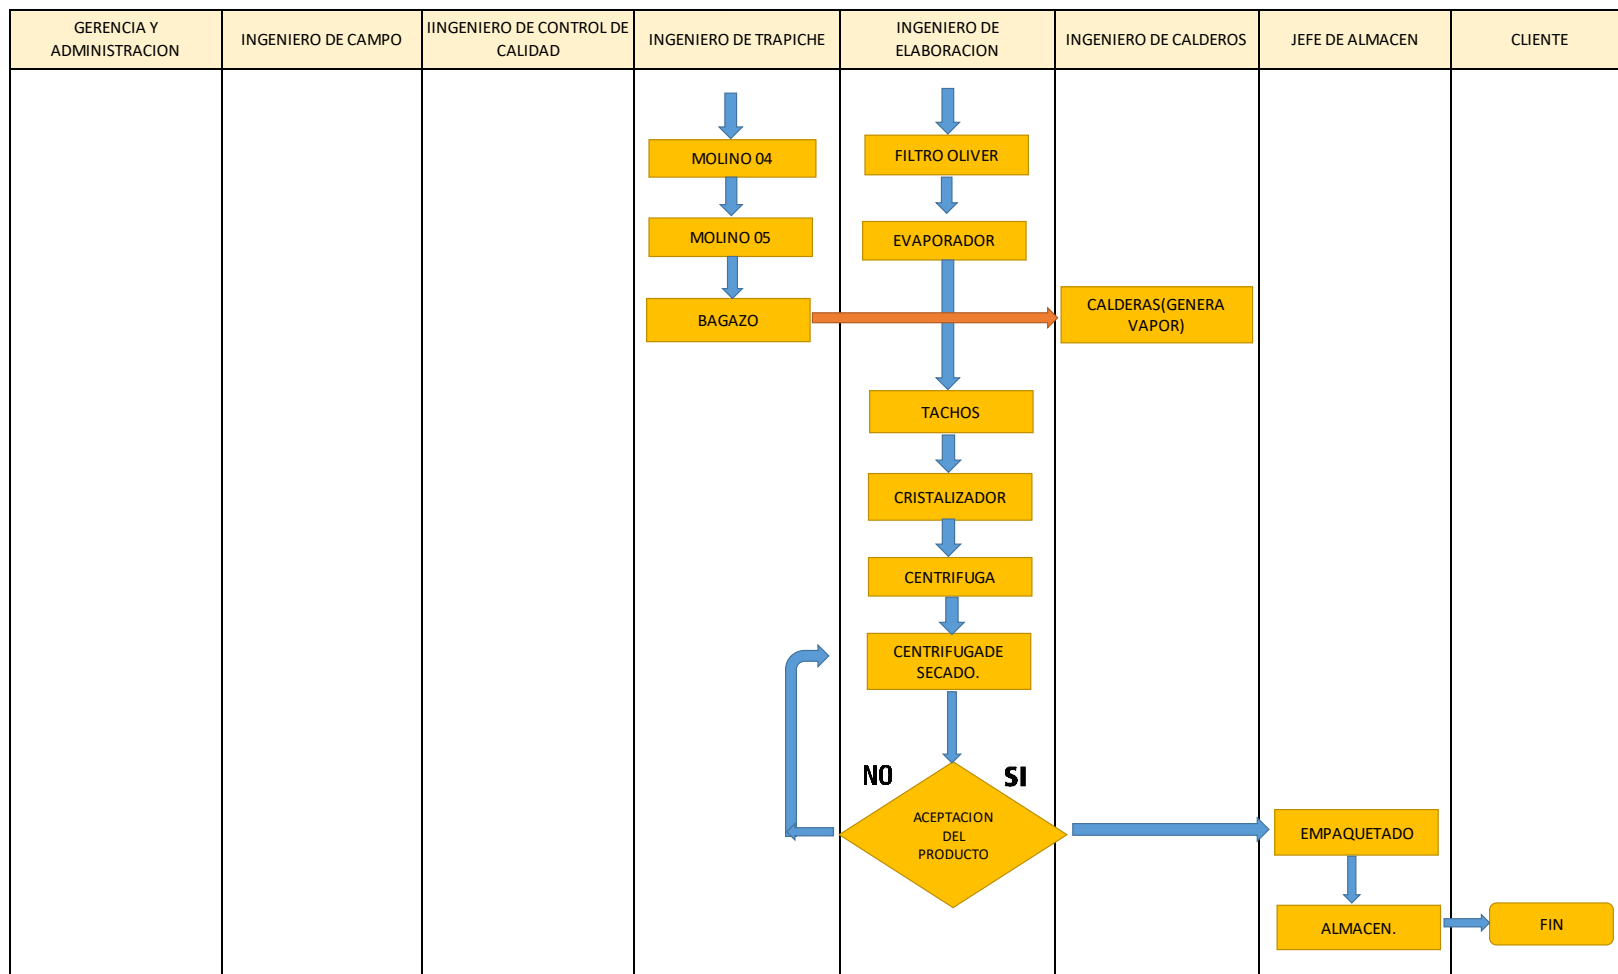 GERENCIA Y
ADMINISTRACION
INGENIERO DE CAMPO
IINGENIERO DE CONTROL DE
CALIDAD
INGENIERO DE TRAPICHE
INGENIERO DE
ELABORACION
INGENIERO DE CALDEROS
JEFE DE ALMACEN
CLIENTE
MOLINO 04
FILTRO OLIVER
MOLINO 05
EVAPORADOR
BAGAZO
CALDERAS(GENERA
VAPOR)
TACHOS
CRISTALIZADOR
CENTRIFUGA
CENTRIFUGADE
SECADO.
NO
SI
ACEPTACION
DEL
PRODUCTO
EMPAQUETADO
ALMACEN.
FIN